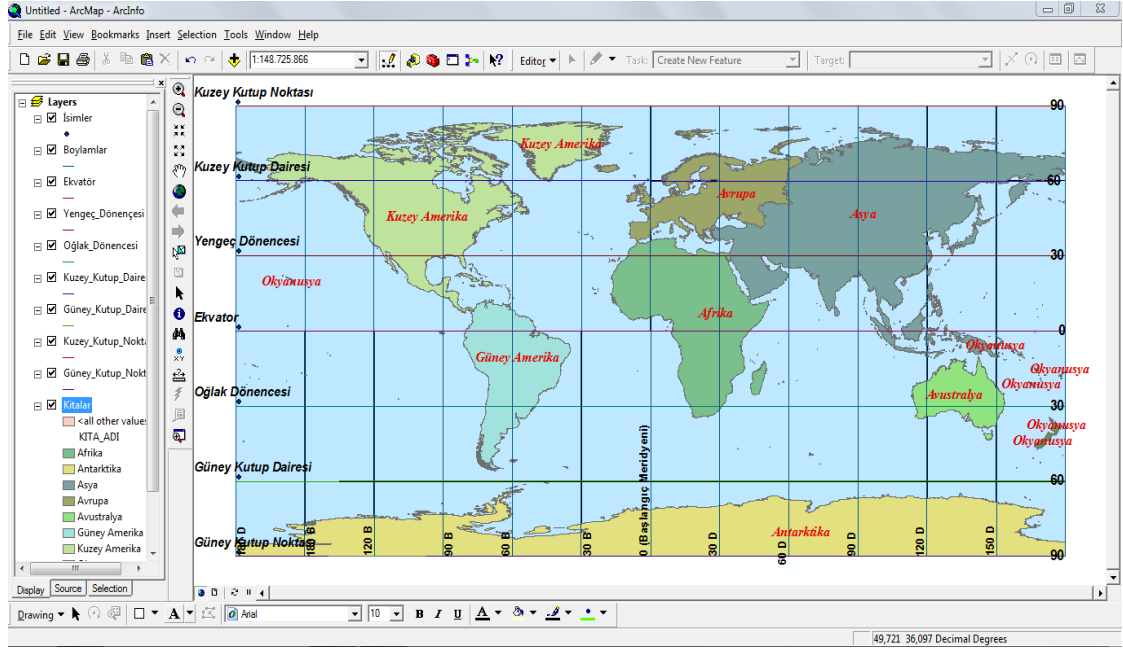 Untitled - ArcMap - ArcInfo
File Edit View Bookmarks Insert Selection Tools Window Help
1:148.725.866 Editor Task: Create New Feature Target:
Layers
İsimler
Boylamlar
Ekvatör
Yengeç_Dönençesi
Oğlak_Dönencesi
Kuzey_Kutup_Daire
Güney_Kutup_Daire
Kuzey_Kutup_Nokt
Güney_Kutup_Nokt
Kitalar
<all other values
KITA_ADI
Afrika
Antarktika
Asya
Avrupa
Avustralya
Güney Amerika
Kuzey Amerika
Display Source Selection
Kuzey Kutup Noktası 90
Kuzey Amerika
Kuzey Kutup Dairesi 60
Avrupa
Kuzey Amerika Asya
Yengeç Dönencesi 30
Okyanusya
Ekvator Afrika 0
Okyanusya
Güney Amerika
Okyanusya
Okyanusya
Oğlak Dönencesi Avustralya 30
Okyanusya
Okyanusya
Güney Kutup Dairesi 60
Antarktika
Güney Kutup Noktası 90
180 D
180 B
120 B
90 B
60 B
30 B
0 (Başlangıç Meridyeni)
30 D
60 D
90 D
120 D
150 D
Drawing A Arial 10 B I U A
49,721 36,097 Decimal Degrees